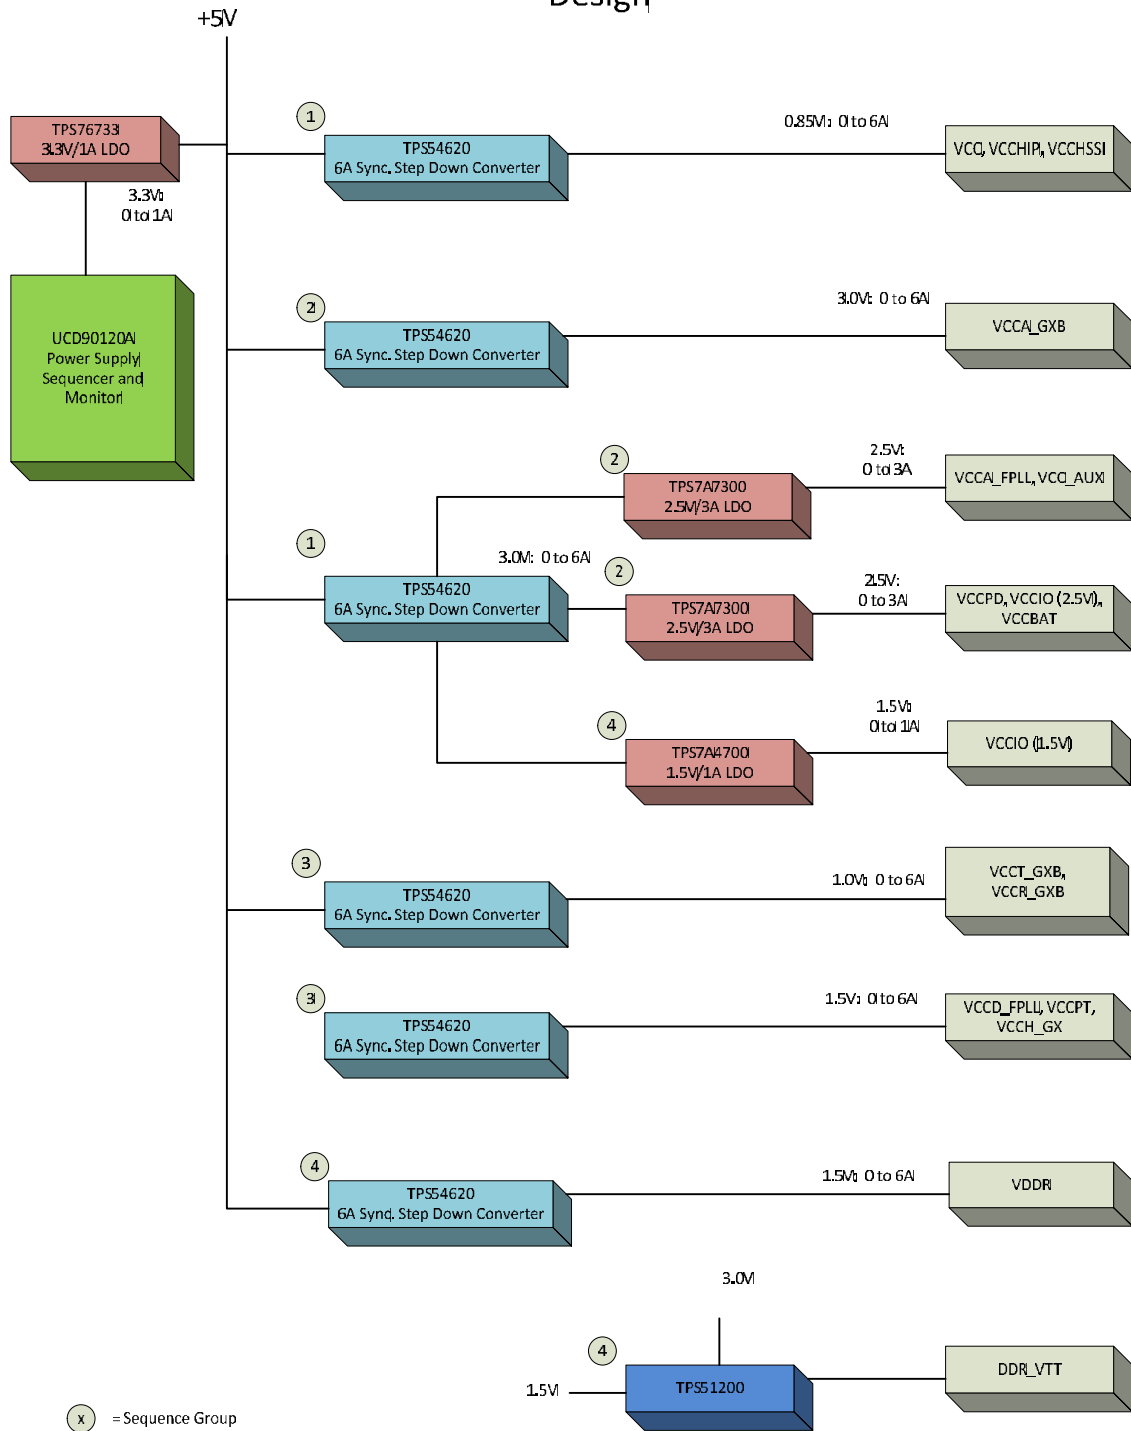 Design
+5V
TPS76733
3.3V/1A LDO
3.3V:
0 to 1A
UCD90120A
Power Supply
Sequencer and
Monitor
1
TPS54620
6A Sync. Step Down Converter
0.85V: 0 to 6A
VCC, VCCHIP, VCCHSSI
2
TPS54620
6A Sync. Step Down Converter
3.0V: 0 to 6A
VCCA_GXB
2
TPS7A7300
2.5V/3A LDO
2.5V:
0 to 3A
VCCA_FPLL, VCC_AUX
1
TPS54620
6A Sync. Step Down Converter
3.0V: 0 to 6A
2
TPS7A7300
2.5V/3A LDO
2.5V:
0 to 3A
VCCPD, VCCIO (2.5V),
VCCBAT
4
TPS7A4700
1.5V/1A LDO
1.5V:
0 to 1A
VCCIO (1.5V)
3
TPS54620
6A Sync. Step Down Converter
1.0V: 0 to 6A
VCCT_GXB,
VCCR_GXB
3
TPS54620
6A Sync. Step Down Converter
1.5V: 0 to 6A
VCCD_FPLL, VCCPT,
VCCH_GX
4
TPS54620
6A Sync. Step Down Converter
1.5V: 0 to 6A
VDDR
3.0V
4
1.5V
TPS51200
DDR_VTT
x = Sequence Group